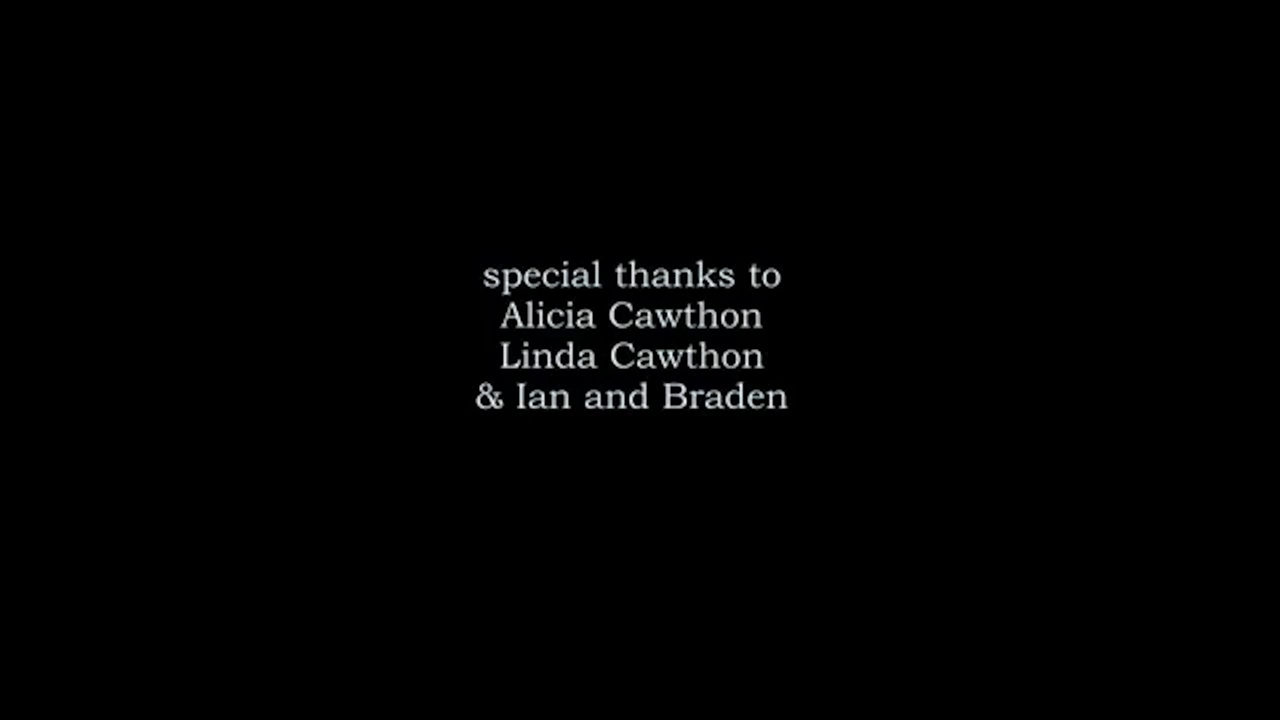 special thanks to
Alicia Cawthon
Linda Cawthon
& Ian and Braden